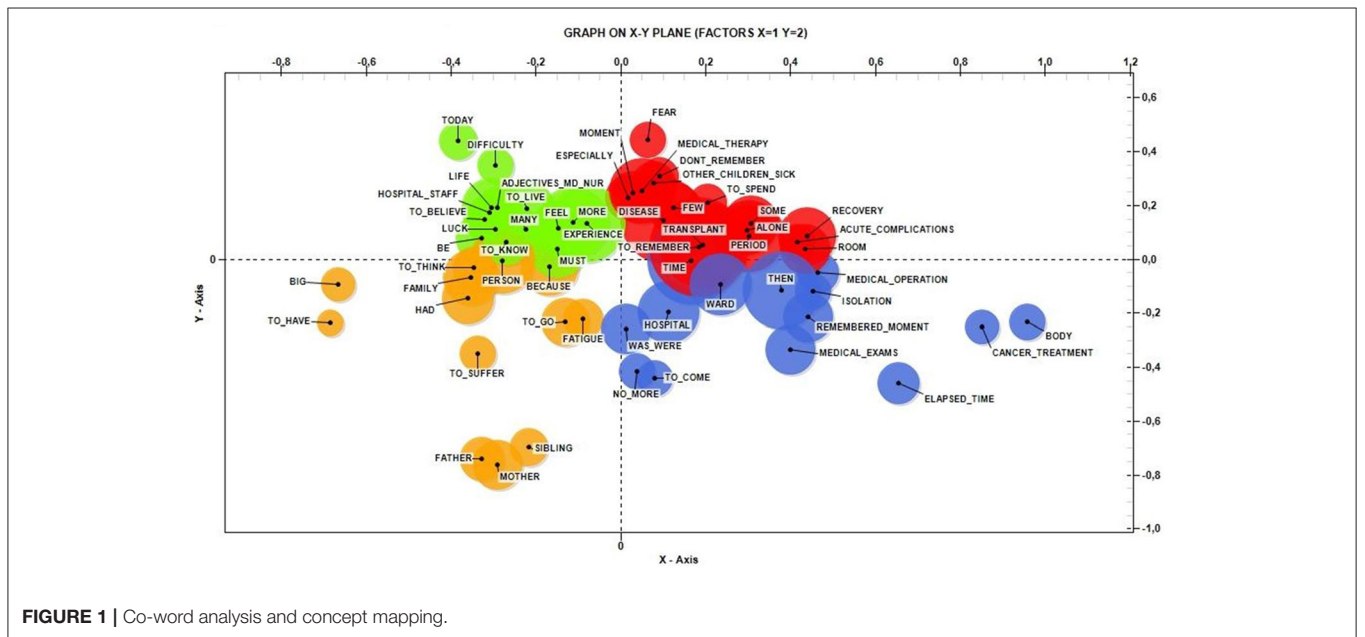 GRAPH ON X-Y PLANE (FACTORS X=1 Y=2)
-0,8 -0,6 -0,4 -0,2 0,0 0,2 0,4 0,6 0,8 1,0 1,2
0,6
FEAR
TODAY
MOMENT
DIFFICULTY
MEDICAL_THERAPY
0,4
ESPECIALLY
DONT_REMEMBER
OTHER_CHILDREN_SICK
LIFE
ADJECTIVES_MD_NUR
TO_SPEND
HOSPITAL_STAFF
TO_LIVE
0,2
TO_BELIEVE
FEEL
MORE
DISEASE
FEW
SOME
RECOVERY
MANY
LUCK
EXPERIENCE
TRANSPLANT
ALONE
ACUTE_COMPLICATIONS
BE
TO_KNOW
TO_REMEMBER
PERIOD
ROOM
MUST
0
0,0
TO_THINK
TIME
PERSON
THEN
MEDICAL_OPERATION
BIG
FAMILY
BECAUSE
ISOLATION
HAD
WARD
-0,2
TO_HAVE
TO_GO
HOSPITAL
REMEMBERED_MOMENT
FATIGUE
BODY
WAS_WERE
MEDICAL_EXAMS
CANCER_TREATMENT
-0,4
TO_SUFFER
TO_COME
NO_MORE
ELAPSED_TIME
-0,6
SIBLING
FATHER
MOTHER
-0,8
-1,0
Y - Axis
0
X - Axis
FIGURE 1 | Co-word analysis and concept mapping.